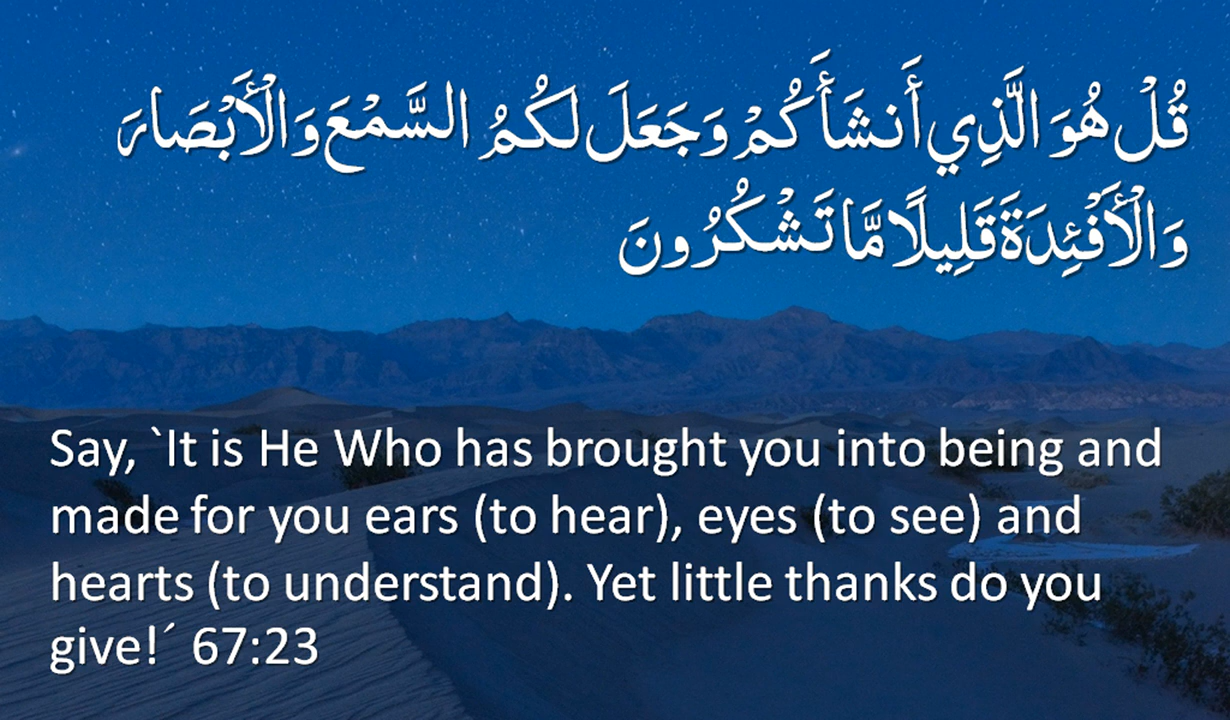 قُلْ هُوَ الَّذِي أَنشَأَكُمْ وَجَعَلَ لَكُمُ السَّمْعَ وَالْأَبْصَارَ
وَالْأَفْئِدَةَ قَلِيلًا مَّا تَشْكُرُونَ
Say, `It is He Who has brought you into being and
made for you ears (to hear), eyes (to see) and
hearts (to understand). Yet little thanks do you
give!´ 67:23